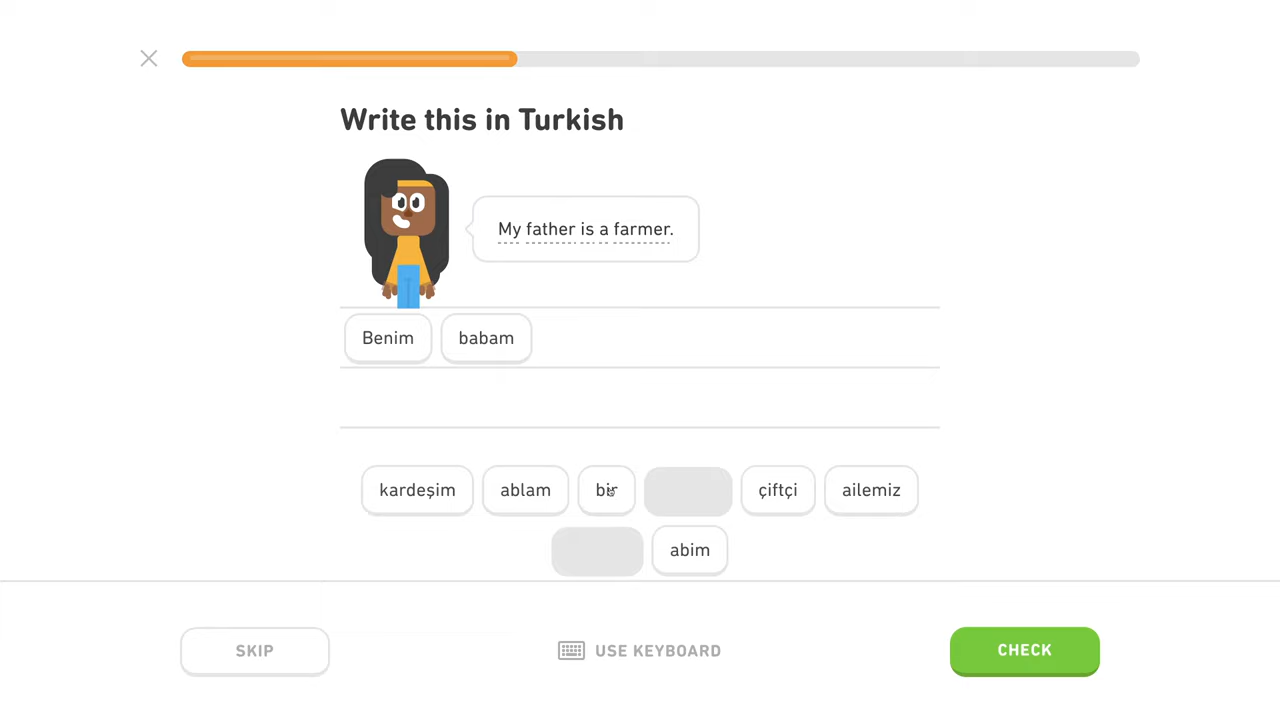 Write this in Turkish
My father is a farmer.
Benim babam
kardeşim ablam bir çiftçi ailemiz
abim
SKIP USE KEYBOARD CHECK